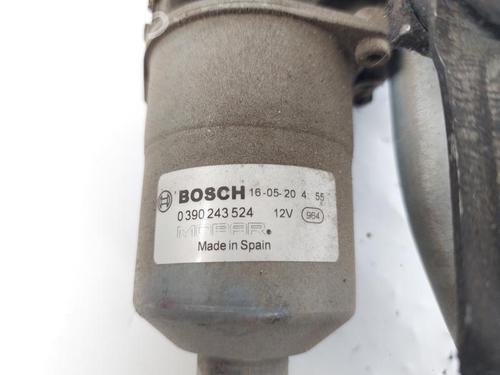 BOSCH 16-05-20 4 55
0 390 243 524 12V 964
MOPAR
Made in Spain